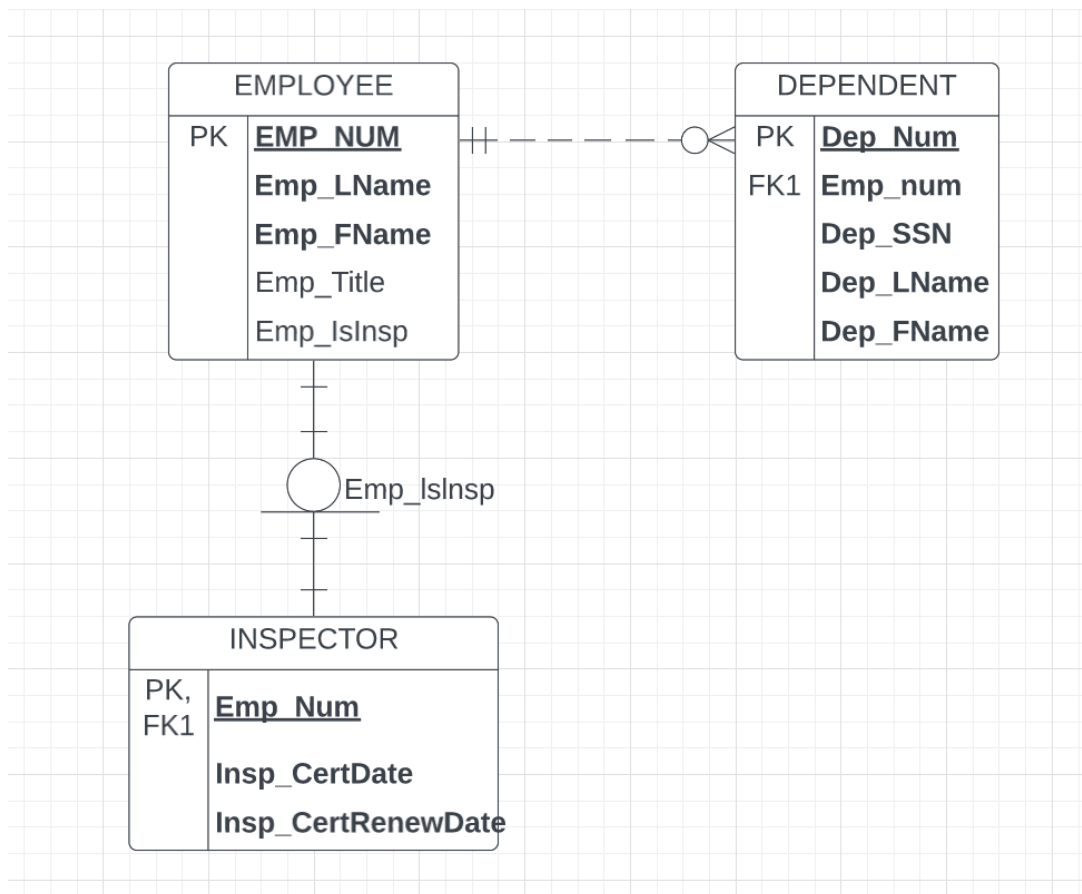 EMPLOYEE
PK EMP_NUM
Emp_LName
Emp_FName
Emp_Title
Emp_IsInsp
DEPENDENT
PK Dep_Num
FK1 Emp_num
Dep_SSN
Dep_LName
Dep_FName
Emp_IsInsp
INSPECTOR
PK,
FK1 Emp_Num
Insp_CertDate
Insp_CertRenewDate